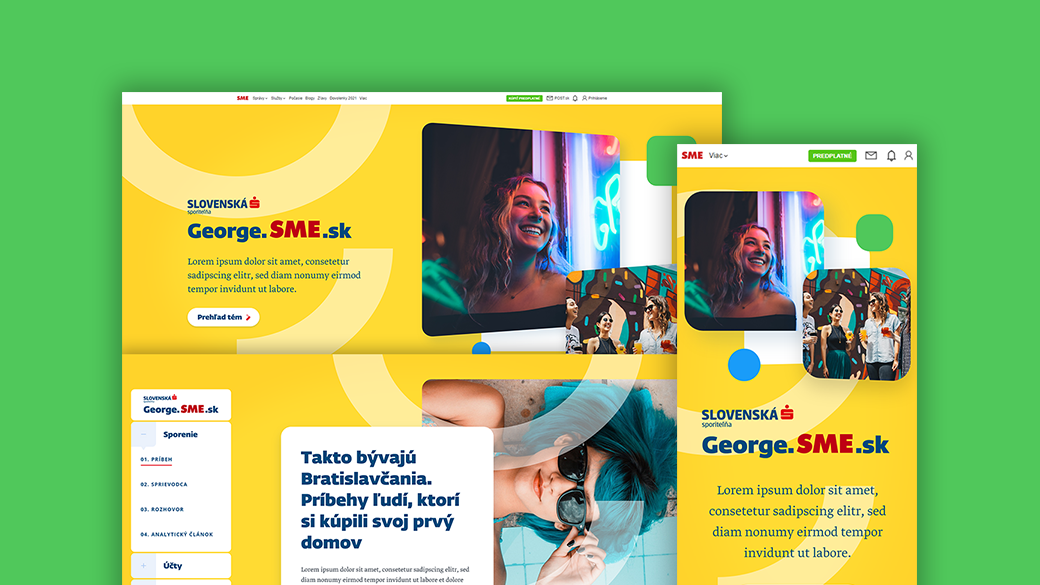 SME Správy Služby Počasie Blogy Zľavy Dovolenky 2021 Viac KÚPIŤ PREDPLATNÉ POST.sk Prihlásenie
SLOVENSKÁ
sporiteľňa
George.SME.sk
Lorem ipsum dolor sit amet, consetetur
sadipscing elitr, sed diam nonumy eirmod
tempor invidunt ut labore.
Prehľad tém
SLOVENSKÁ
George.SME.sk
Sporenie
01. PRÍBEH
02. SPRIEVODCA
03. ROZHOVOR
04. ANALYTICKÝ ČLÁNOK
Účty
Takto bývajú
Bratislavčania.
Príbehy ľudí, ktorí
si kúpili svoj prvý
domov
Lorem ipsum dolor sit amet, consetetur sadipscing elitr, sed
diam nonumy eirmod tempor invidunt ut labore et dolore
SME Viac PREDPLATNÉ
SLOVENSKÁ
sporiteľňa
George.SME.sk
Lorem ipsum dolor sit amet,
consetetur sadipscing elitr, sed
diam nonumy eirmod tempor
invidunt ut labore.